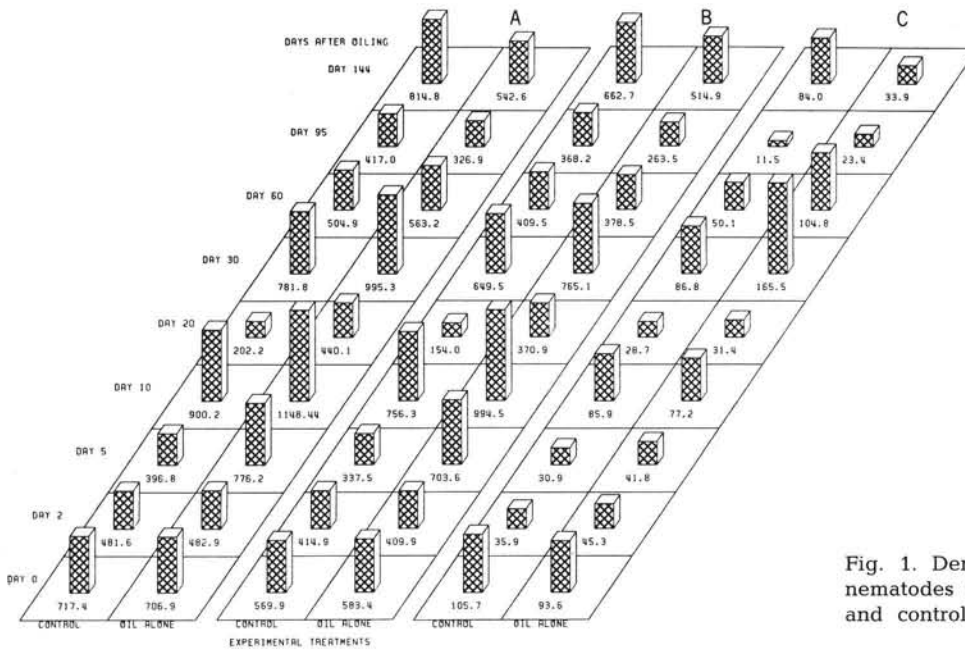 A B C
DAYS AFTER OILING
DAY 144
814.8 542.6 662.7 514.9 84.0 33.9
DAY 95
417.0 326.9 368.2 263.5 11.5 23.4
DAY 60
504.9 563.2 409.5 378.5 50.1 104.8
DAY 30
781.8 995.3 649.5 765.1 86.8 165.5
DAY 20
202.2 440.1 154.0 370.9 28.7 31.4
DAY 10
900.2 1148.44 756.3 994.5 85.9 77.2
DAY 5
396.8 776.2 337.5 703.6 30.9 41.8
DAY 2
481.6 482.9 414.9 409.9 35.9 45.3
DAY 0
717.4 706.9 569.9 583.4 105.7 93.6
CONTROL OIL ALONE CONTROL OIL ALONE CONTROL OIL ALONE
EXPERIMENTAL TREATMENTS
Fig. 1. Den
nematodes
and control